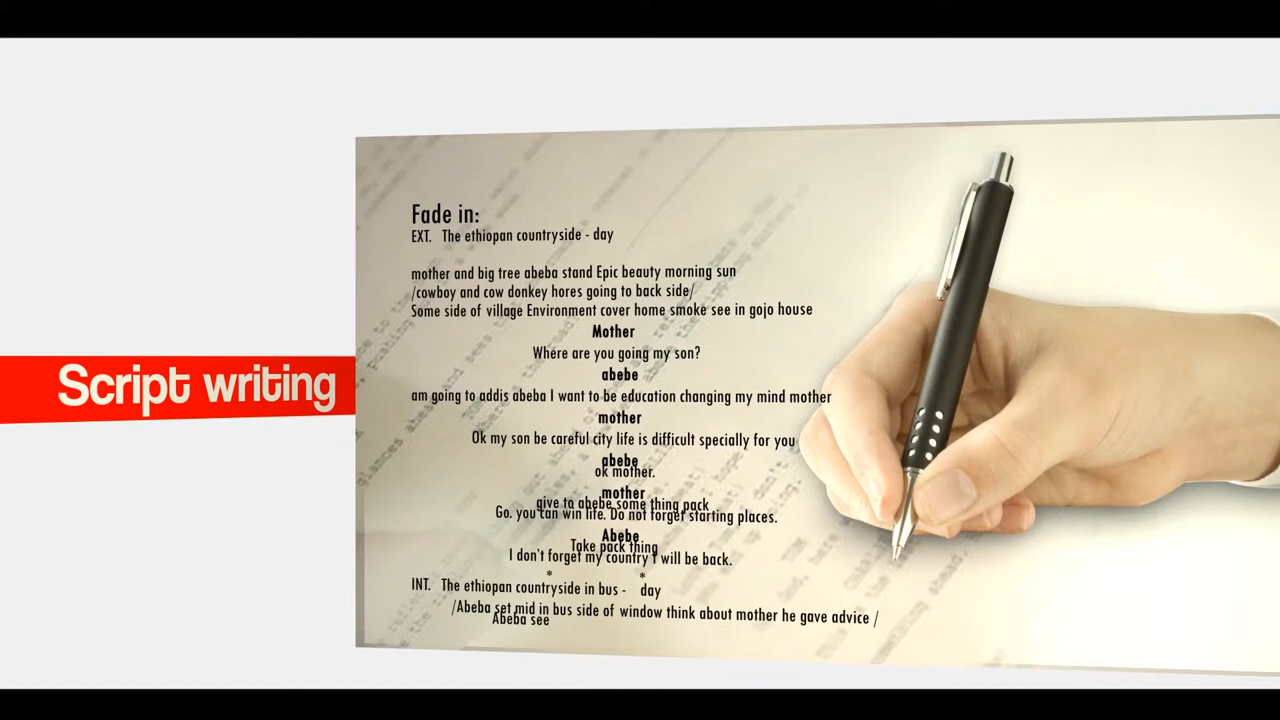 Script writing
Fade in:
EXT. The ethiopan countryside - day
mother and big tree abeba stand Epic beauty morning sun
/cowboy and cow donkey hores going to back side/
Some side of village Environment cover home smoke see in gojo house
Mother
Where are you going my son?
abebe
am going to addis abeba I want to be education changing my mind mother
mother
Ok my son be careful city life is difficult specially for you
abebe
ok mother.
mother
give to abebe some thing pack
Go. you can win life. Do not forget starting places.
Abebe
Take pack thing
I don't forget my country I will be back.
* *
INT. The ethiopan countryside in bus - day
/Abeba set mid in bus side of window think about mother he gave advice /
Abeba see